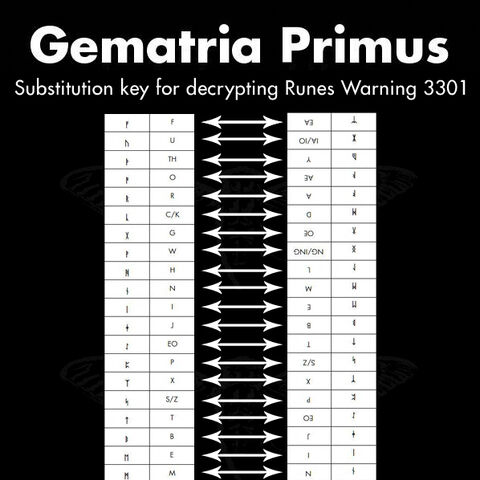 Gematria Primus
Substitution key for decrypting Runes Warning 3301
ᚠ F EA ᛠ
ᚢ U IA/IO ᛡ
ᚦ TH Y ᚣ
ᚩ O AE ᚫ
ᚱ R A ᚪ
ᚳ C/K D ᛞ
ᚷ G OE ᛟ
ᚹ W NG/ING ᛝ
ᚻ H L ᛚ
ᚾ N M ᛗ
ᛁ I E ᛖ
ᛄ J B ᛒ
ᛇ EO T ᛏ
ᛈ P S/Z ᛋ
ᛉ X X ᛉ
ᛋ S/Z P ᛈ
ᛏ T EO ᛇ
ᛒ B J ᛄ
ᛖ E I ᛁ
ᛗ M N ᚾ